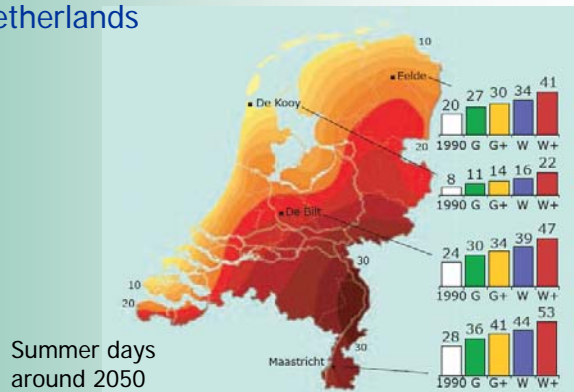 etherlands
10
Eelde
De Kooy
20
De Bilt
10
20
30
30
Maastricht
20 27 30 34 41
1990 G G+ W W+
8 11 14 16 22
1990 G G+ W W+
24 30 34 39 47
1990 G G+ W W+
28 36 41 44 53
1990 G G+ W W+
Summer days
around 2050